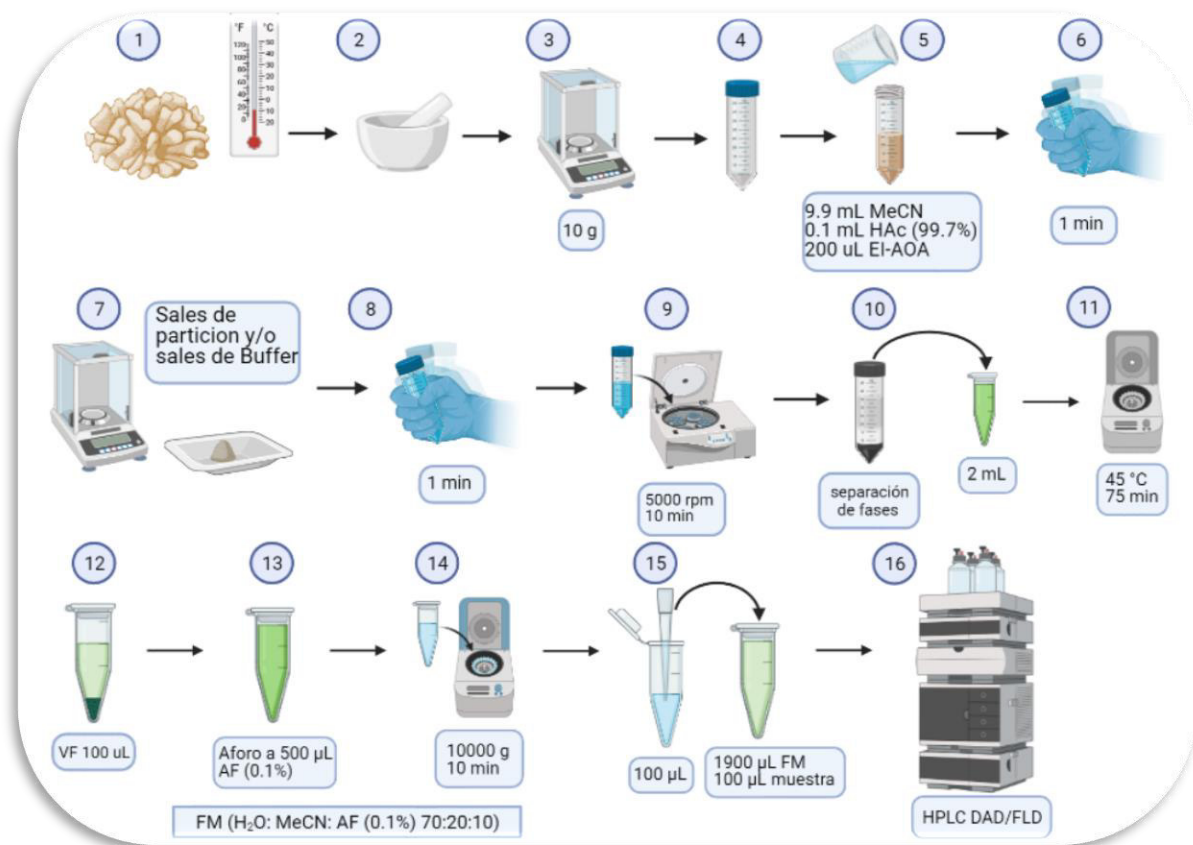 1
2
3
4
5
6
°F °C
10 g
9.9 mL MeCN
0.1 mL HAc (99.7%)
200 uL EI-AOA
1 min
7
Sales de
particion y/o
sales de Buffer
8
9
10
11
1 min
5000 rpm
10 min
separación
de fases
2 mL
45 °C
75 min
12
13
14
15
16
VF 100 uL
Aforo a 500 µL
AF (0.1%)
10000 g
10 min
100 µL
1900 µL FM
100 µL muestra
HPLC DAD/FLD
FM (H₂O: MeCN: AF (0.1%) 70:20:10)